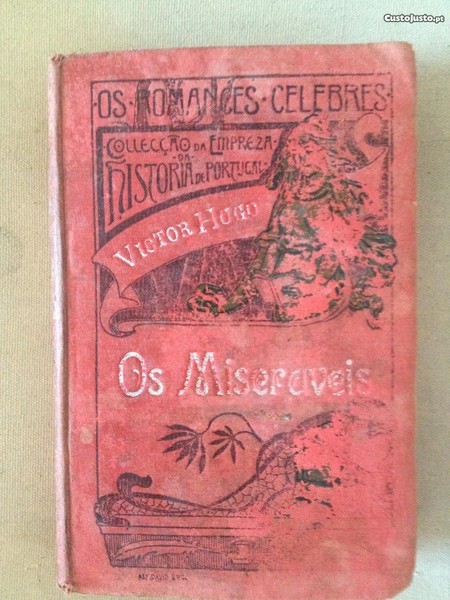 CustoJusto.pt
OS · ROMANCES · CELEBRES
COLLECÇÃO DA EMPREZA
· DA ·
HISTORIA DE PORTUGAL
VICTOR HUGO
Os Miseraveis